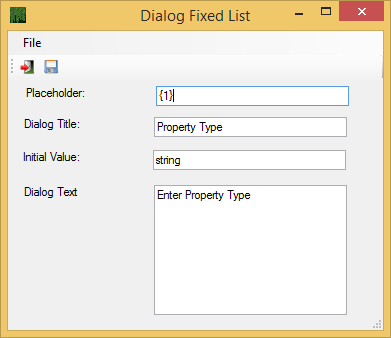 Dialog Fixed List
File
Placeholder: {1}
Dialog Title: Property Type
Initial Value: string
Dialog Text Enter Property Type